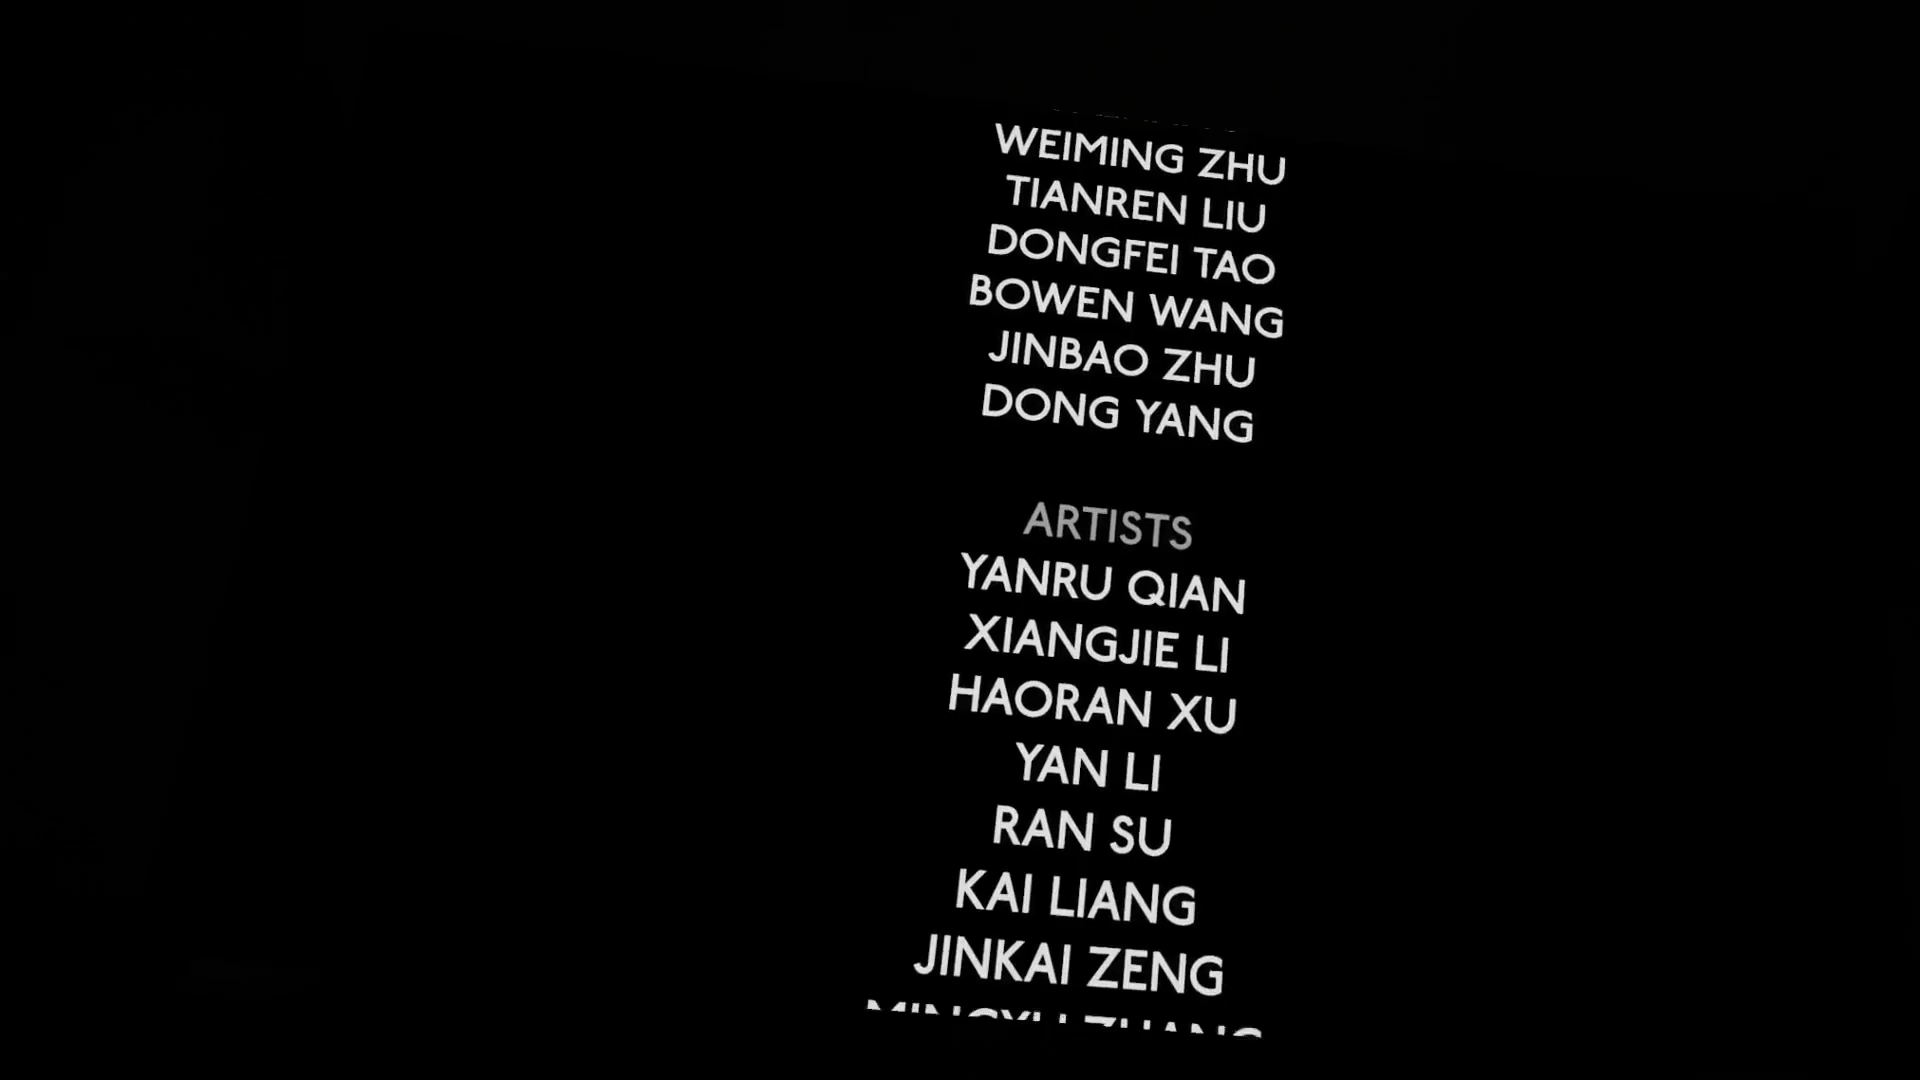 WEIMING ZHU
TIANREN LIU
DONGFEI TAO
BOWEN WANG
JINBAO ZHU
DONG YANG
ARTISTS
YANRU QIAN
XIANGJIE LI
HAORAN XU
YAN LI
RAN SU
KAI LIANG
JINKAI ZENG